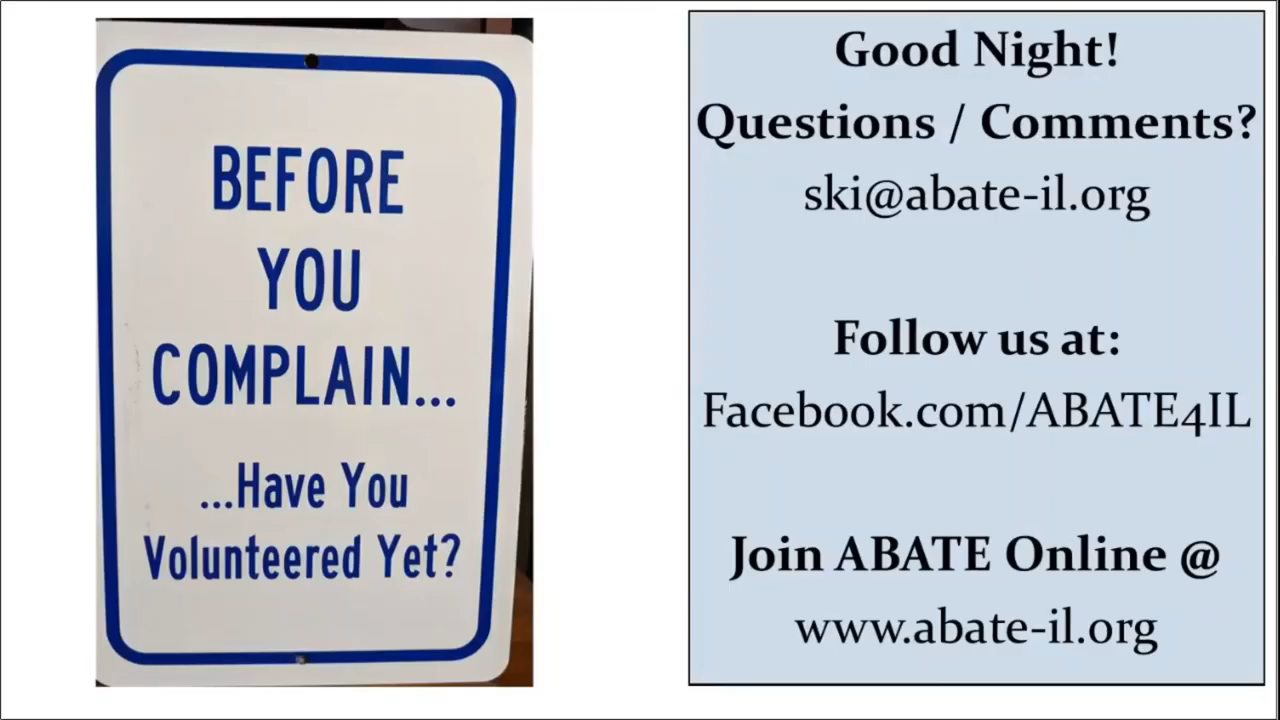 BEFORE
YOU
COMPLAIN...
...Have You
Volunteered Yet?
Good Night!
Questions / Comments?
ski@abate-il.org
Follow us at:
Facebook.com/ABATE4IL
Join ABATE Online @
www.abate-il.org